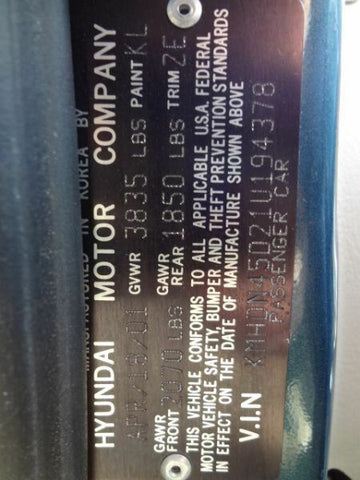 MANUFACTURED IN KOREA BY
HYUNDAI MOTOR COMPANY
APR/16/01 GVWR 3835 LBS PAINT KL
GAWR FRONT 2070 LBS GAWR REAR 1850 LBS TRIM ZE
THIS VEHICLE CONFORMS TO ALL APPLICABLE U.S.A. FEDERAL
MOTOR VEHICLE SAFETY, BUMPER AND THEFT PREVENTION STANDARDS
IN EFFECT ON THE DATE OF MANUFACTURE SHOWN ABOVE
V.I.N KMHDN45D21U194378
PASSENGER CAR